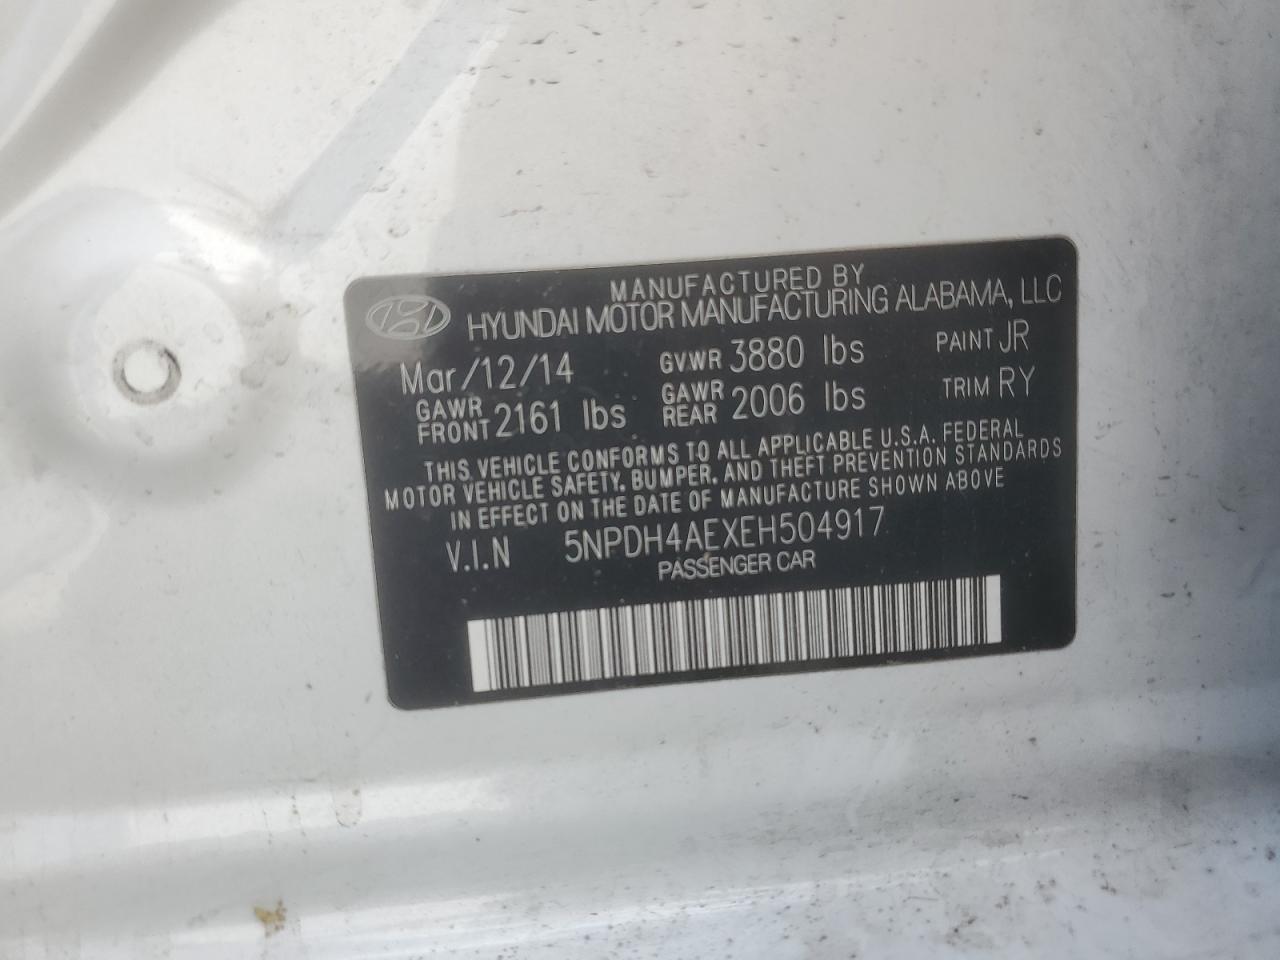 MANUFACTURED BY
HYUNDAI MOTOR MANUFACTURING ALABAMA, LLC
Mar/12/14 GVWR 3880 lbs PAINT JR
GAWR FRONT 2161 lbs GAWR REAR 2006 lbs TRIM RY
THIS VEHICLE CONFORMS TO ALL APPLICABLE U.S.A. FEDERAL
MOTOR VEHICLE SAFETY, BUMPER, AND THEFT PREVENTION STANDARDS
IN EFFECT ON THE DATE OF MANUFACTURE SHOWN ABOVE
V.I.N 5NPDH4AEXEH504917
PASSENGER CAR